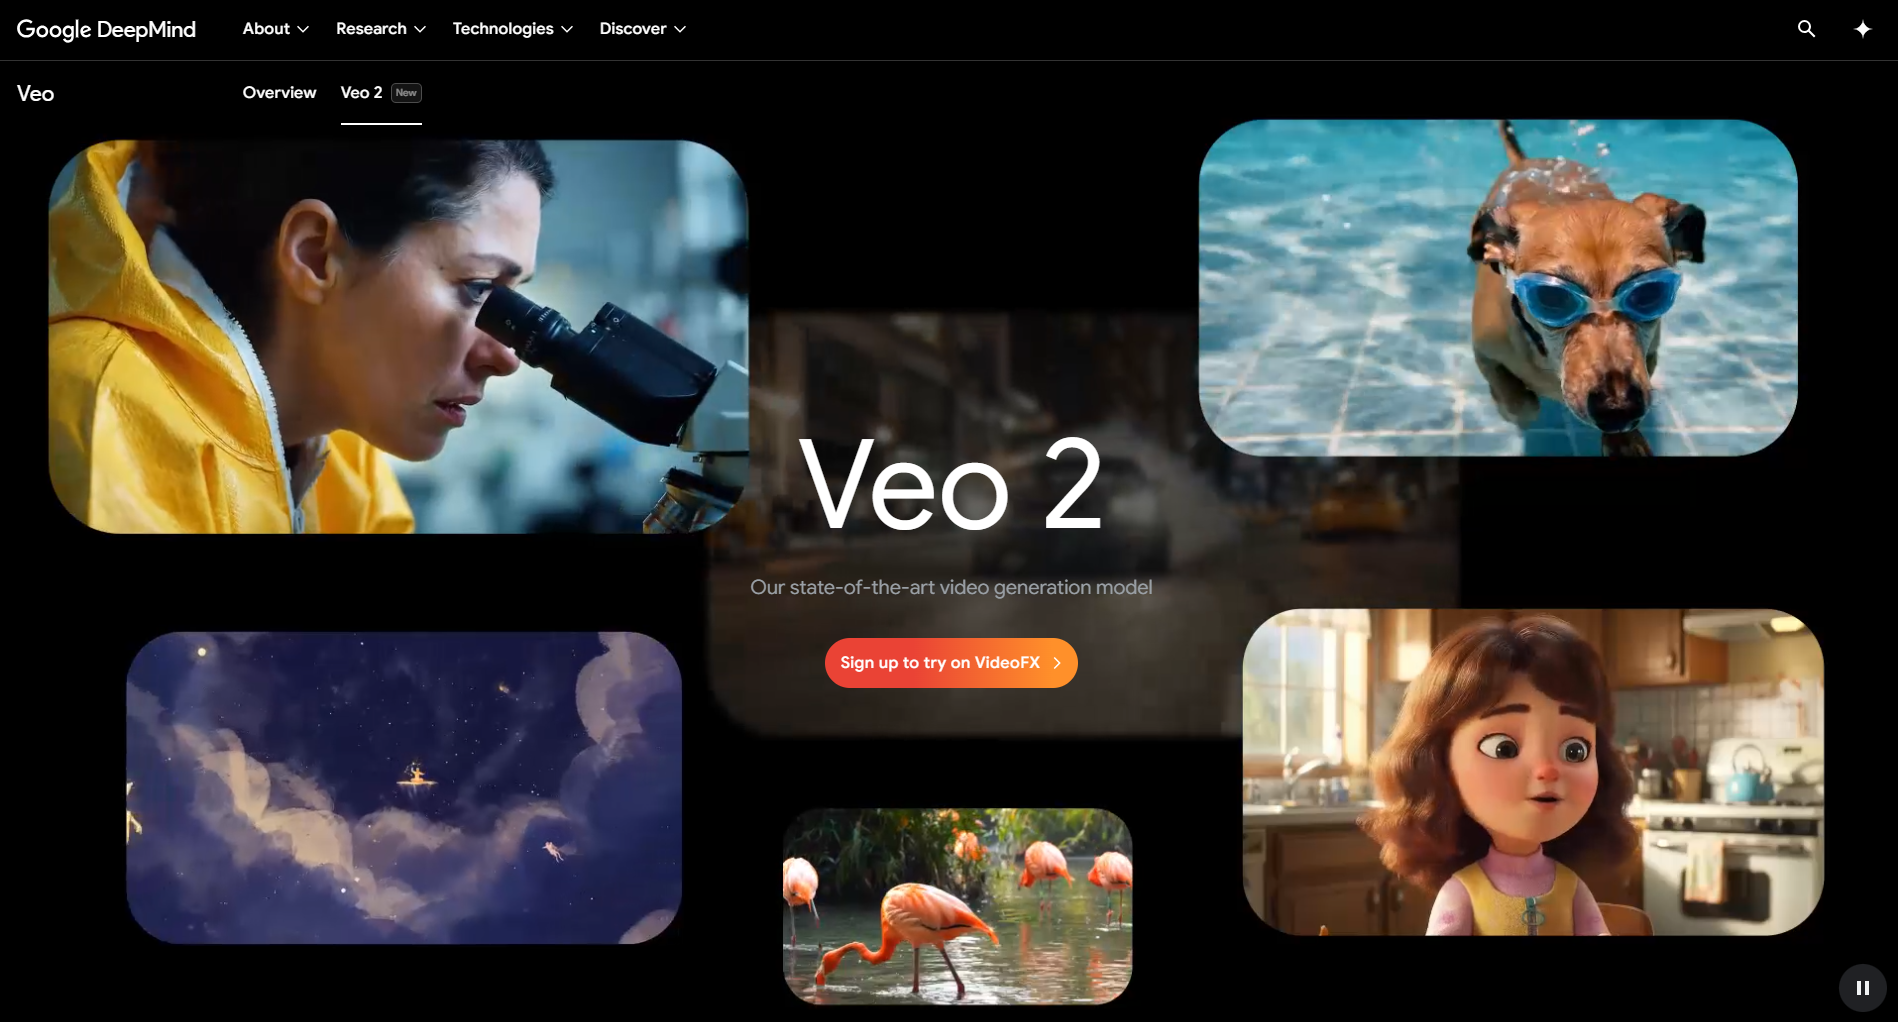 Google DeepMind
About
Research
Technologies
Discover
Veo
Overview
Veo 2
New
Veo 2
Our state-of-the-art video generation model
Sign up to try on VideoFX